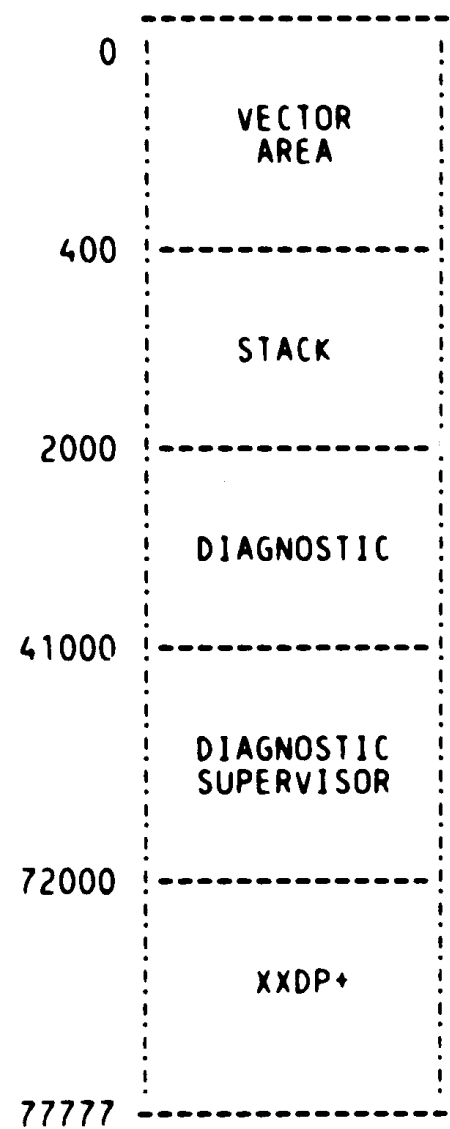 0
VECTOR
AREA
400
STACK
2000
DIAGNOSTIC
41000
DIAGNOSTIC
SUPERVISOR
72000
XXDP+
77777